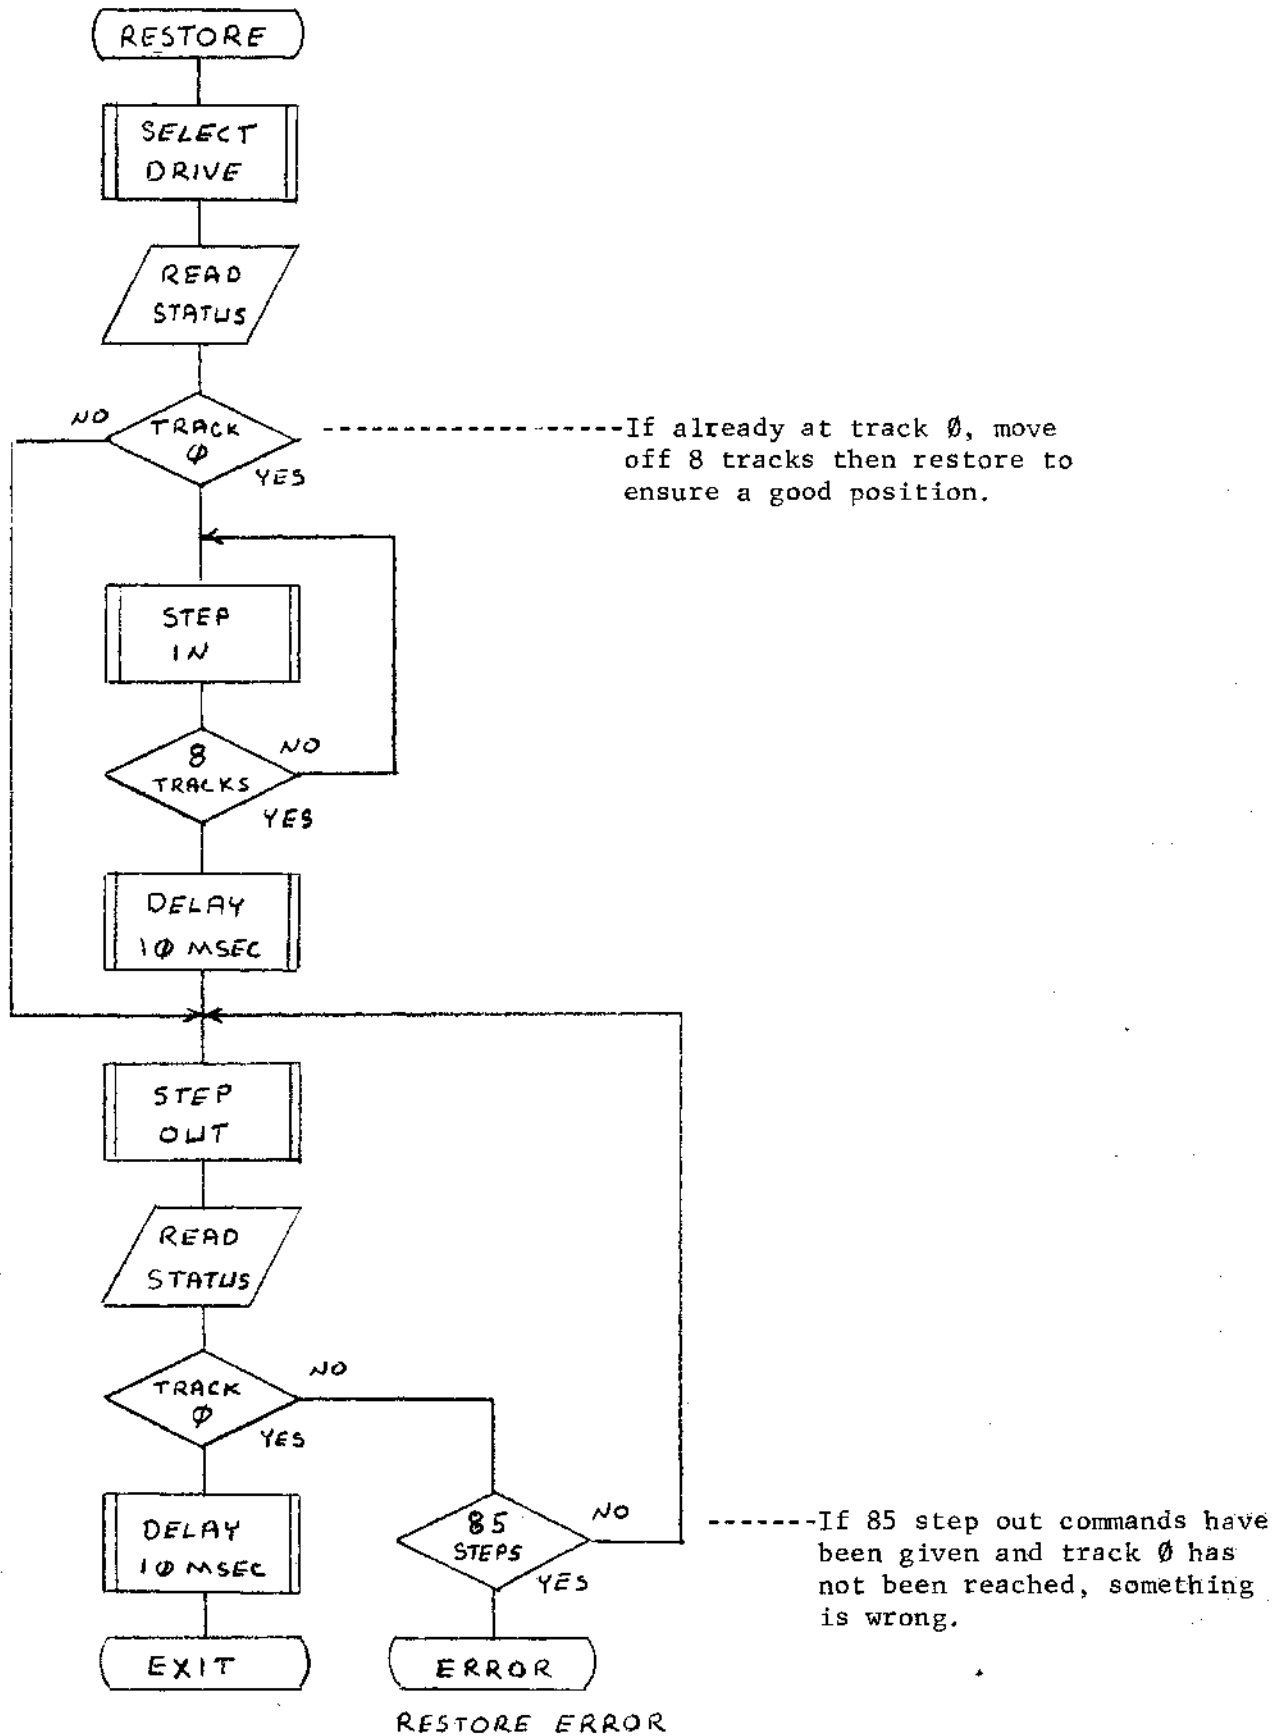 RESTORE
SELECT
DRIVE
READ
STATUS
NO
TRACK
Ø
YES
-----------------If already at track Ø, move
off 8 tracks then restore to
ensure a good position.
STEP
IN
8
TRACKS
NO
YES
DELAY
1Ø MSEC
STEP
OUT
READ
STATUS
TRACK
Ø
NO
YES
DELAY
1Ø MSEC
EXIT
85
STEPS
NO
YES
------If 85 step out commands have
been given and track Ø has
not been reached, something
is wrong.
ERROR
RESTORE ERROR